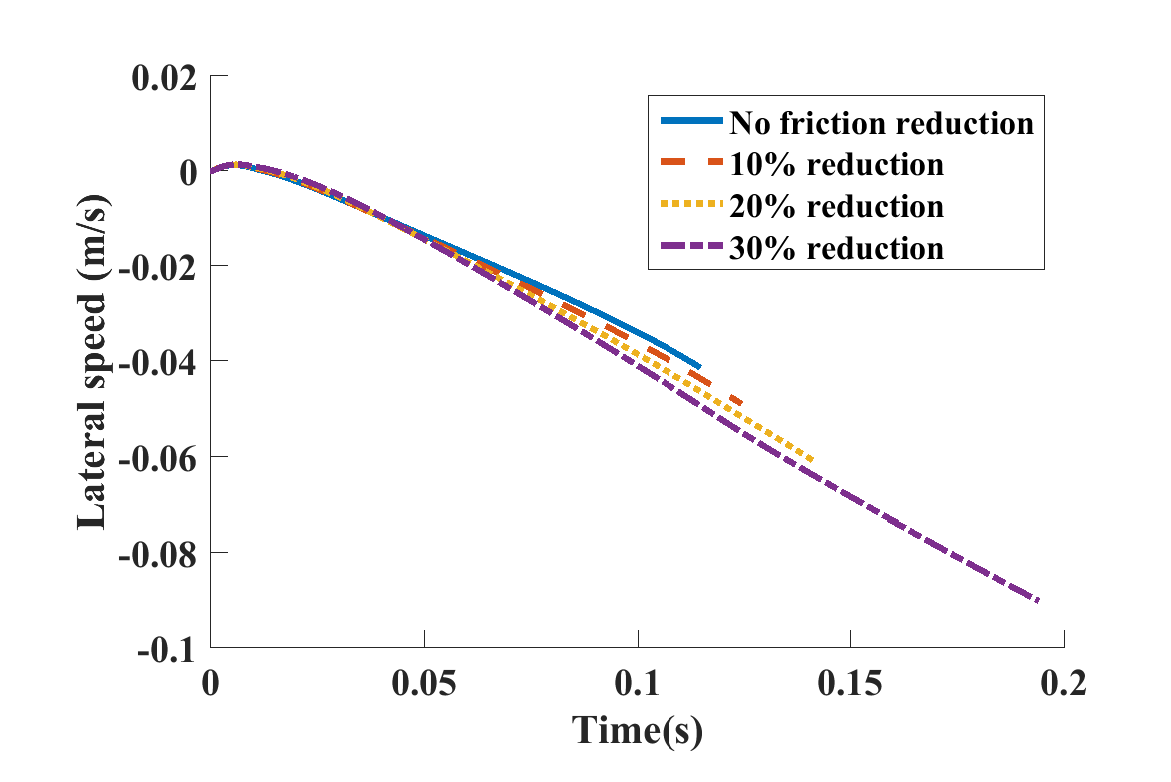 0.02
0
-0.02
-0.04
-0.06
-0.08
-0.1
Lateral speed (m/s)
No friction reduction
10% reduction
20% reduction
30% reduction
0
0.05
0.1
0.15
0.2
Time(s)